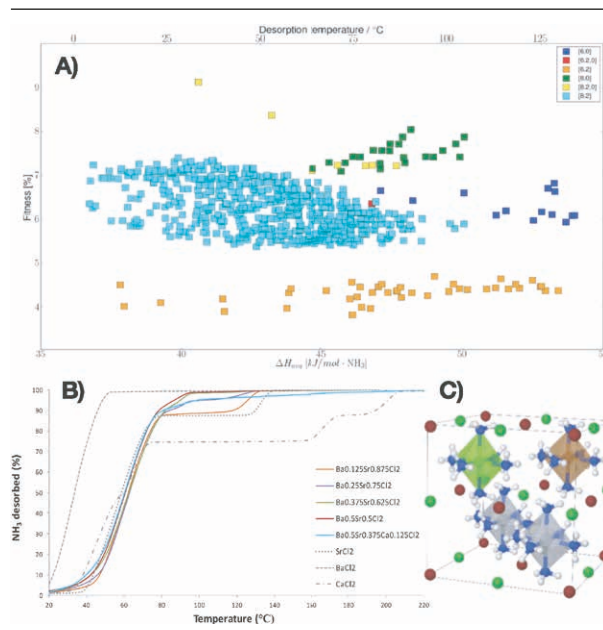 Desorption temperature / °C
0 25 50 75 100 125
A)
[6,0]
[6,2,0]
[6,2]
[8,0]
[8,2,0]
[8,2]
9
8
7
6
5
4
Fitness [%]
35 40 45 50 55
[kJ/mol · NH₃]
B)
100
90
80
70
60
50
40
30
20
10
0
NH₃ desorbed (%)
Ba0.125Sr0.875Cl2
Ba0.25Sr0.75Cl2
Ba0.375Sr0.625Cl2
Ba0.5Sr0.5Cl2
Ba0.5Sr0.375Ca0.125Cl2
SrCl2
BaCl2
CaCl2
20 40 60 80 100 120 140 160 180 200 220
Temperature (°C)
C)